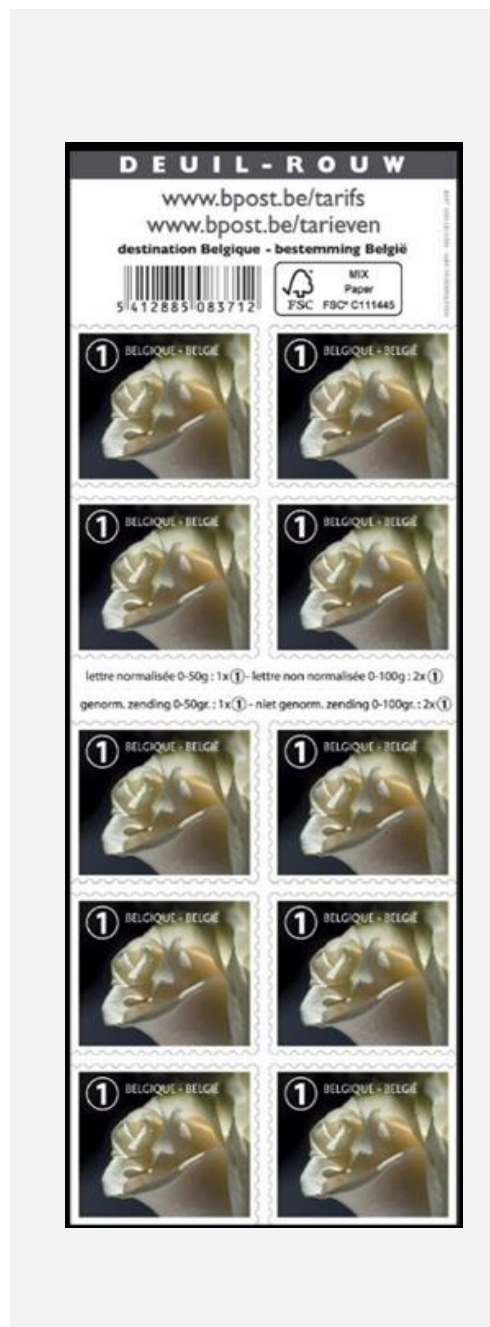 DEUIL-ROUW
www.bpost.be/tarifs
www.bpost.be/tarieven
destination Belgique - bestemming België
5 412885 083712
FSC
MIX
Paper
FSC® C111445
1 BELGIQUE - BELGIË
1 BELGIQUE - BELGIË
1 BELGIQUE - BELGIË
1 BELGIQUE - BELGIË
lettre normalisée 0-50g : 1x① - lettre non normalisée 0-100g : 2x①
genorm. zending 0-50gr. : 1x① - niet genorm. zending 0-100gr. : 2x①
1 BELGIQUE - BELGIË
1 BELGIQUE - BELGIË
1 BELGIQUE - BELGIË
1 BELGIQUE - BELGIË
1 BELGIQUE - BELGIË
1 BELGIQUE - BELGIË